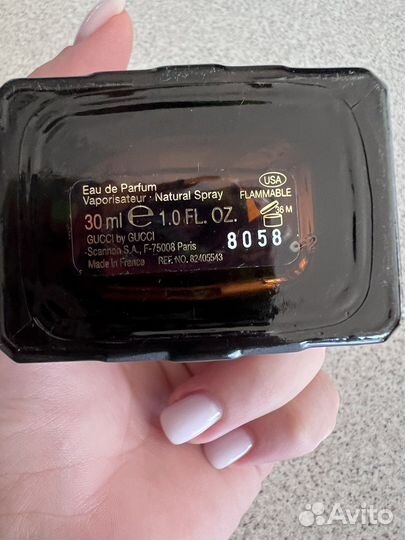 Eau de Parfum
Vaporisateur · Natural Spray
USA
FLAMMABLE
30 ml ℮ 1.0 FL. OZ.
36 M
GUCCI by GUCCI
8058
-Scannon S.A., F-75008 Paris
Made in France REF. NO. 82405543
Avito